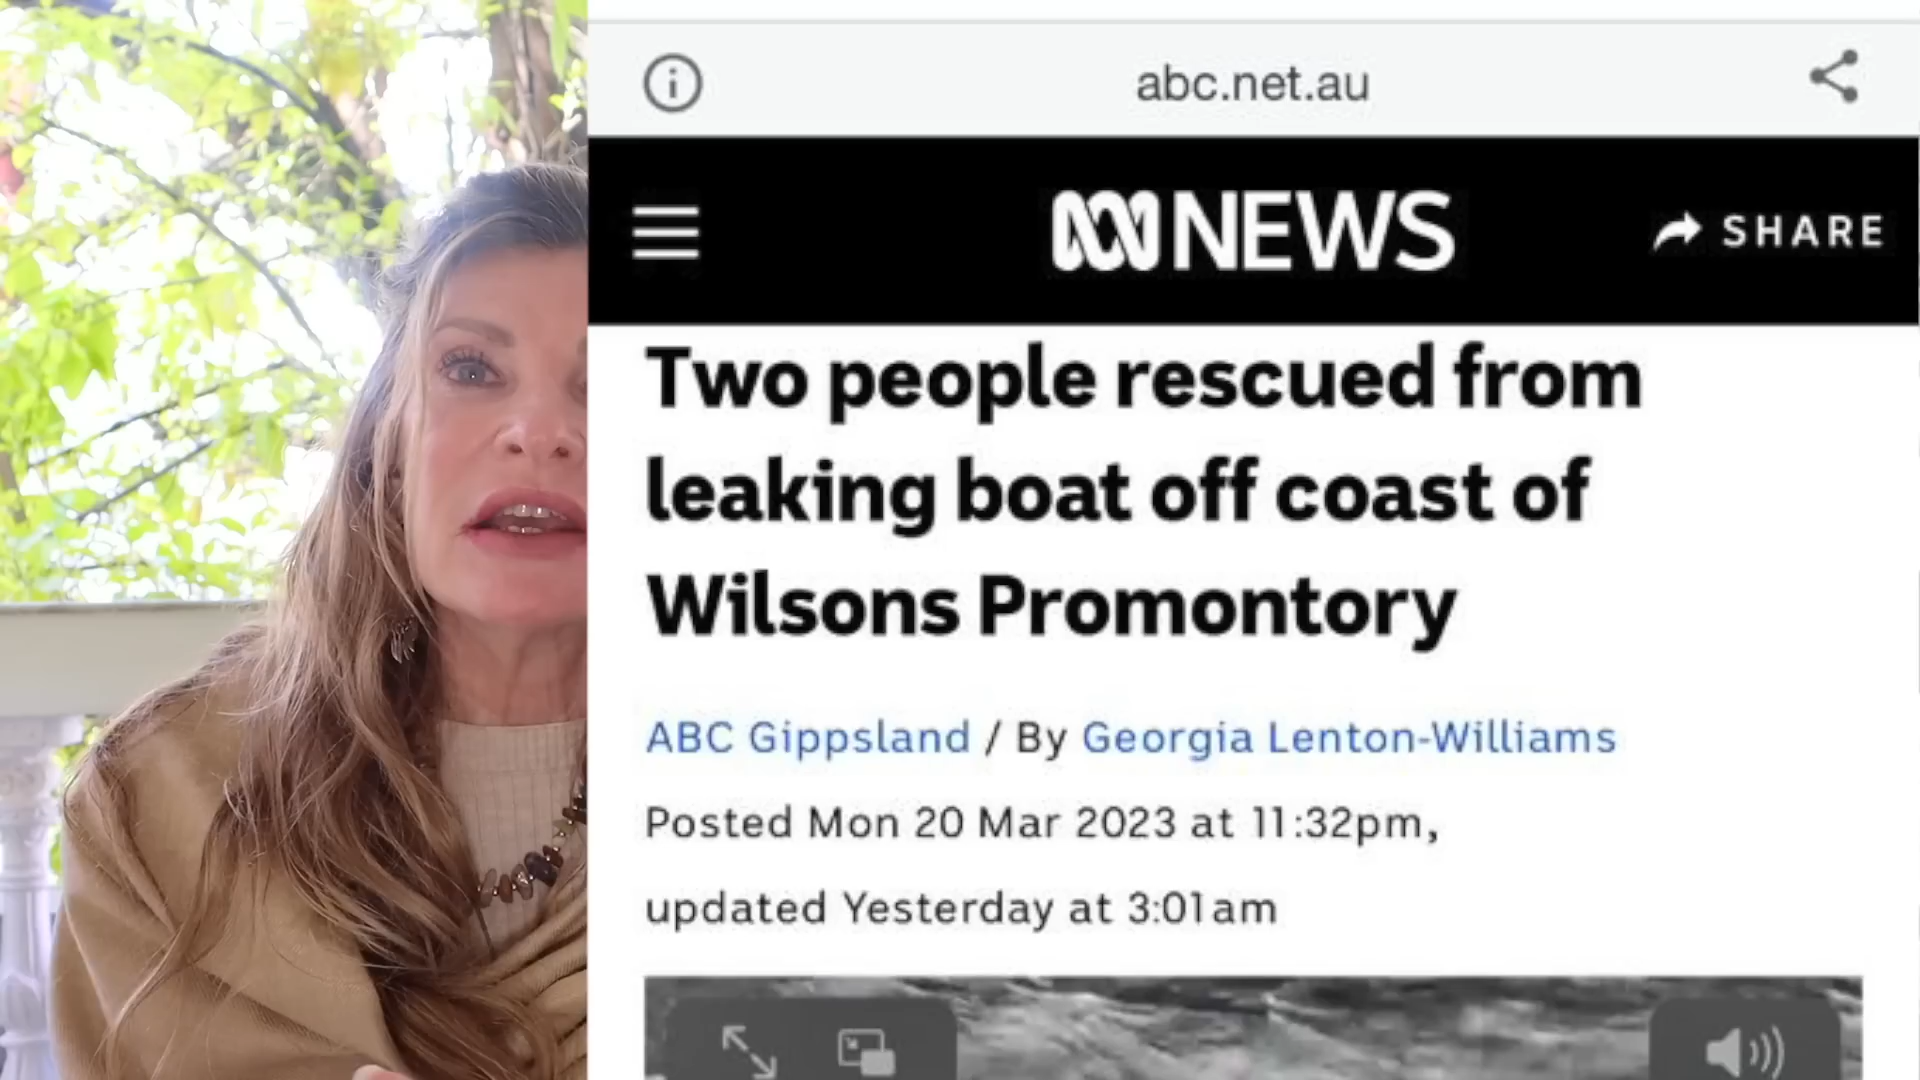 abc.net.au
NEWS
SHARE
Two people rescued from
leaking boat off coast of
Wilsons Promontory
ABC Gippsland / By Georgia Lenton-Williams
Posted Mon 20 Mar 2023 at 11:32pm,
updated Yesterday at 3:01am